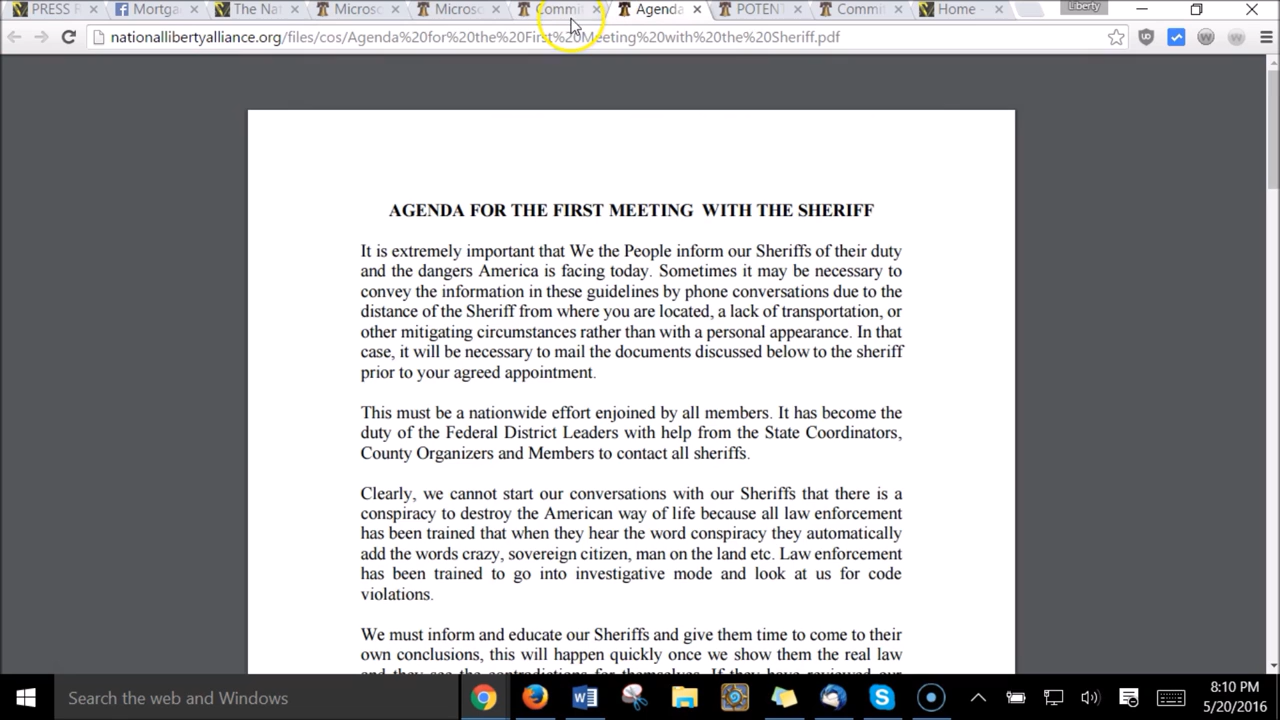 PRESS R
Mortga
The Nat
Microso
Microso
Commit
Agenda
POTENT
Commit
Home -
Liberty
nationallibertyalliance.org/files/cos/Agenda%20for%20the%20First%20Meeting%20with%20the%20Sheriff.pdf
AGENDA FOR THE FIRST MEETING WITH THE SHERIFF
It is extremely important that We the People inform our Sheriffs of their duty
and the dangers America is facing today. Sometimes it may be necessary to
convey the information in these guidelines by phone conversations due to the
distance of the Sheriff from where you are located, a lack of transportation, or
other mitigating circumstances rather than with a personal appearance. In that
case, it will be necessary to mail the documents discussed below to the sheriff
prior to your agreed appointment.
This must be a nationwide effort enjoined by all members. It has become the
duty of the Federal District Leaders with help from the State Coordinators,
County Organizers and Members to contact all sheriffs.
Clearly, we cannot start our conversations with our Sheriffs that there is a
conspiracy to destroy the American way of life because all law enforcement
has been trained that when they hear the word conspiracy they automatically
add the words crazy, sovereign citizen, man on the land etc. Law enforcement
has been trained to go into investigative mode and look at us for code
violations.
We must inform and educate our Sheriffs and give them time to come to their
own conclusions, this will happen quickly once we show them the real law
Search the web and Windows
8:10 PM
5/20/2016